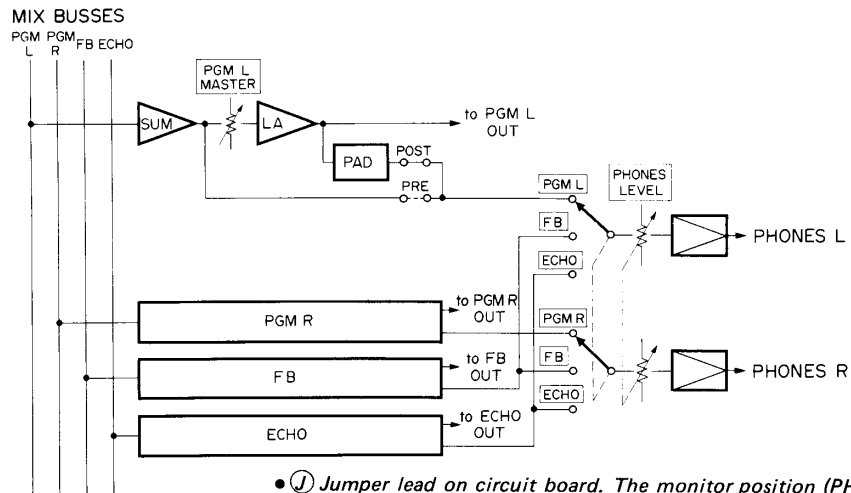 MIX BUSSES
PGM L
PGM R
FB
ECHO
PGM L
MASTER
SUM
LA
to PGM L
OUT
PAD
POST
PRE
PGM L
PHONES
LEVEL
FB
PHONES L
ECHO
PGM R
to PGM R
OUT
PGM R
FB
to FB
OUT
FB
PHONES R
ECHO
to ECHO
OUT
ECHO
• J Jumper lead on circuit board. The monitor position (PH